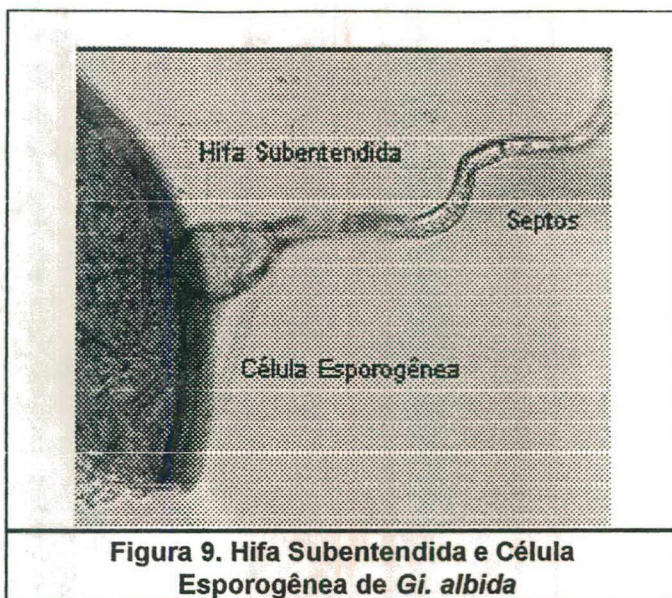 Hifa Subentendida
Septos
Célula Esporogênea
Figura 9. Hifa Subentendida e Célula
Esporogênea de Gi. albida